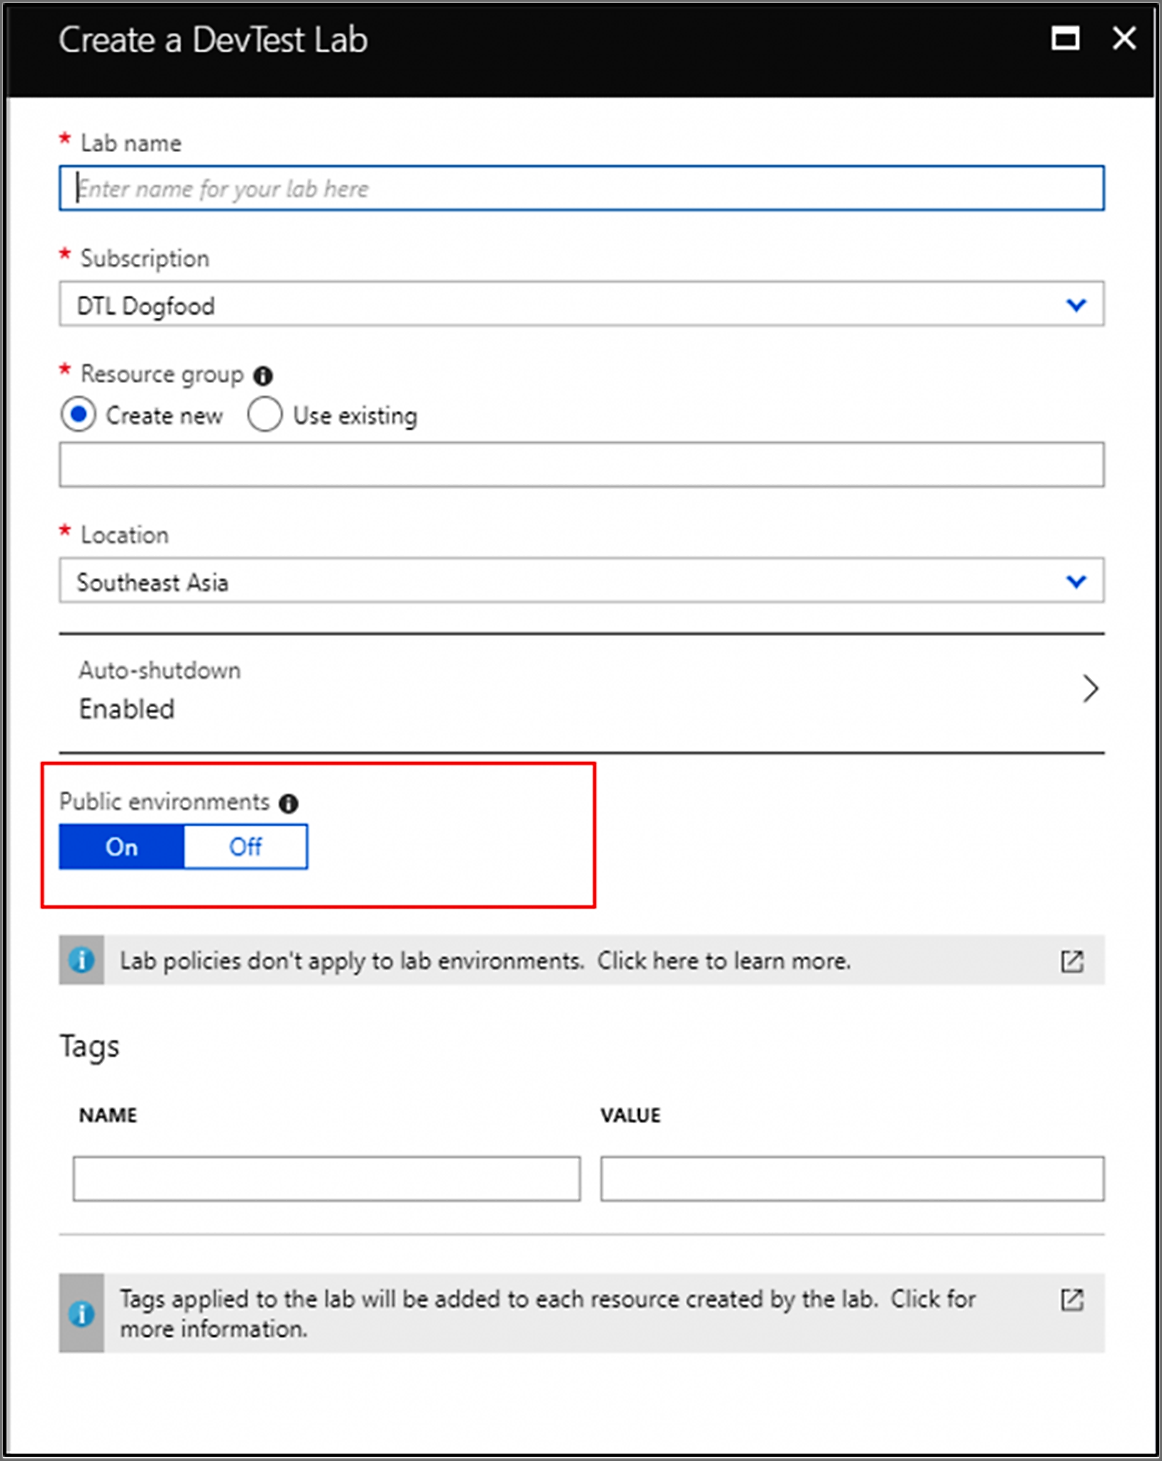 Create a DevTest Lab
* Lab name
Enter name for your lab here
* Subscription
DTL Dogfood
* Resource group
Create new Use existing
* Location
Southeast Asia
Auto-shutdown
Enabled
Public environments
On Off
Lab policies don't apply to lab environments. Click here to learn more.
Tags
NAME VALUE
Tags applied to the lab will be added to each resource created by the lab. Click for
more information.